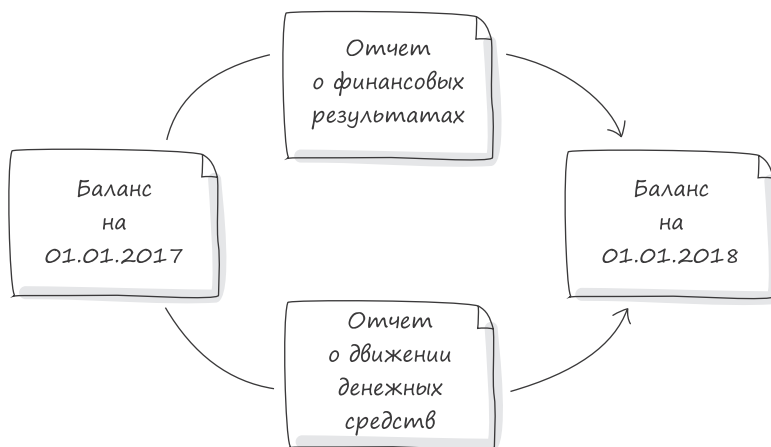 Отчет
о финансовых
результатах
Баланс
на
01.01.2017
Баланс
на
01.01.2018
Отчет
о движении
денежных
средств